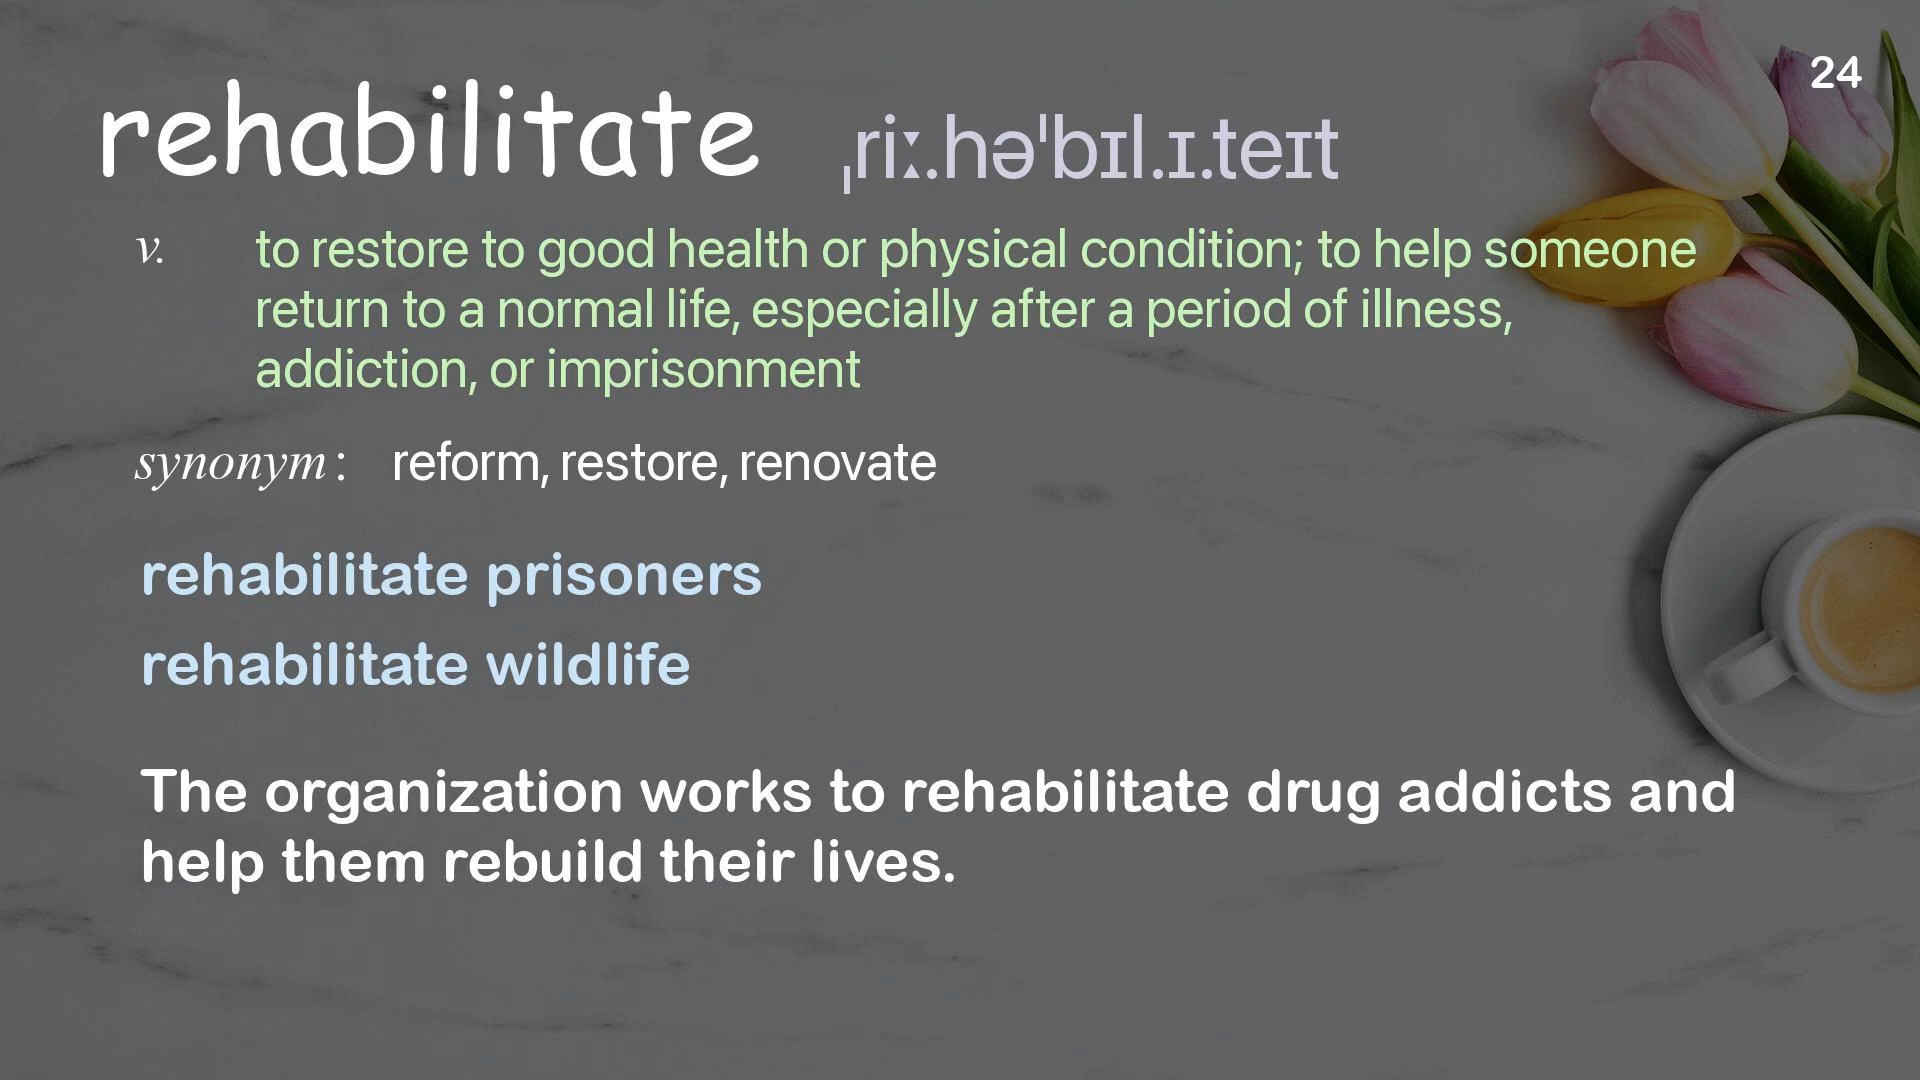 24
rehabilitate ˌriː.həˈbɪl.ɪ.teɪt
v. to restore to good health or physical condition; to help someone
return to a normal life, especially after a period of illness,
addiction, or imprisonment
synonym : reform, restore, renovate
rehabilitate prisoners
rehabilitate wildlife
The organization works to rehabilitate drug addicts and
help them rebuild their lives.